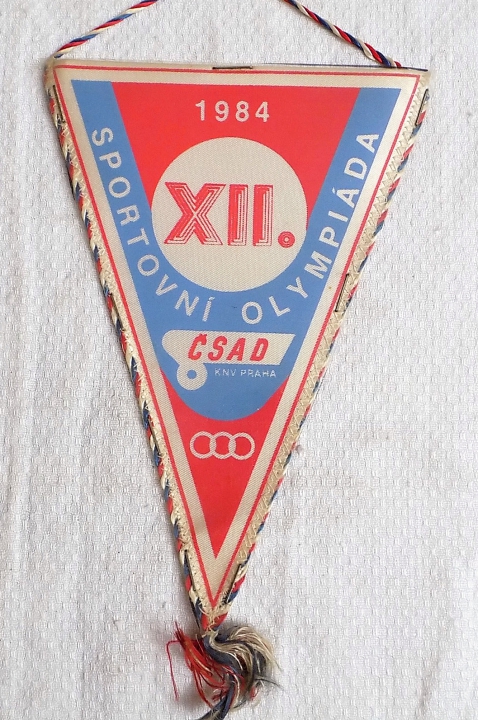 1984
XII.
SPORTOVNÍ OLYMPIÁDA
ČSAD
KNV PRAHA